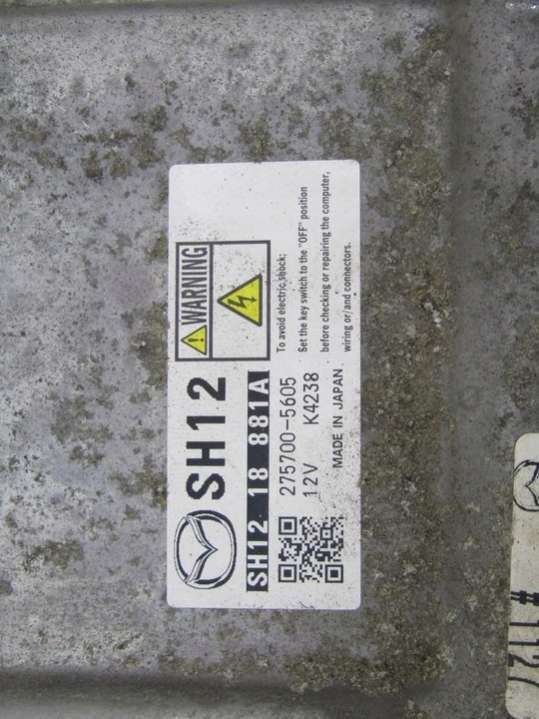 SH12
SH12 18 881A
275700-5605
12V K4238
MADE IN JAPAN.
WARNING
To avoid electric shock;
Set the key switch to the "OFF" position
before checking or repairing the computer,
wiring or/and connectors.